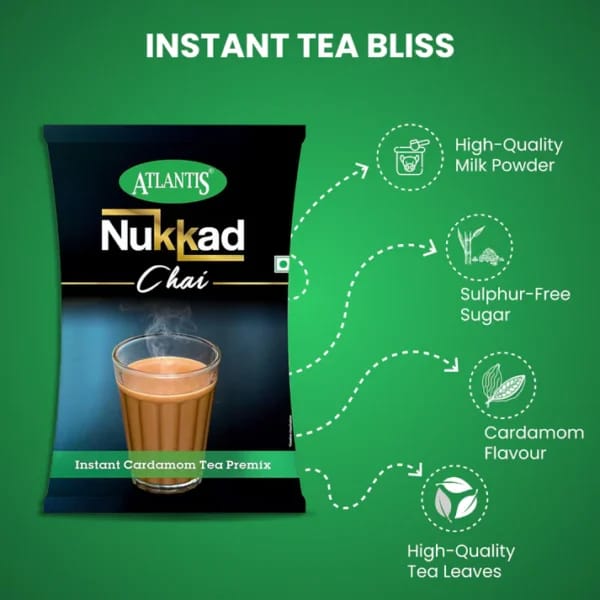 INSTANT TEA BLISS
ATLANTIS®
Nukkad
Chai
Instant Cardamom Tea Premix
High-Quality
Milk Powder
Sulphur-Free
Sugar
Cardamom
Flavour
High-Quality
Tea Leaves